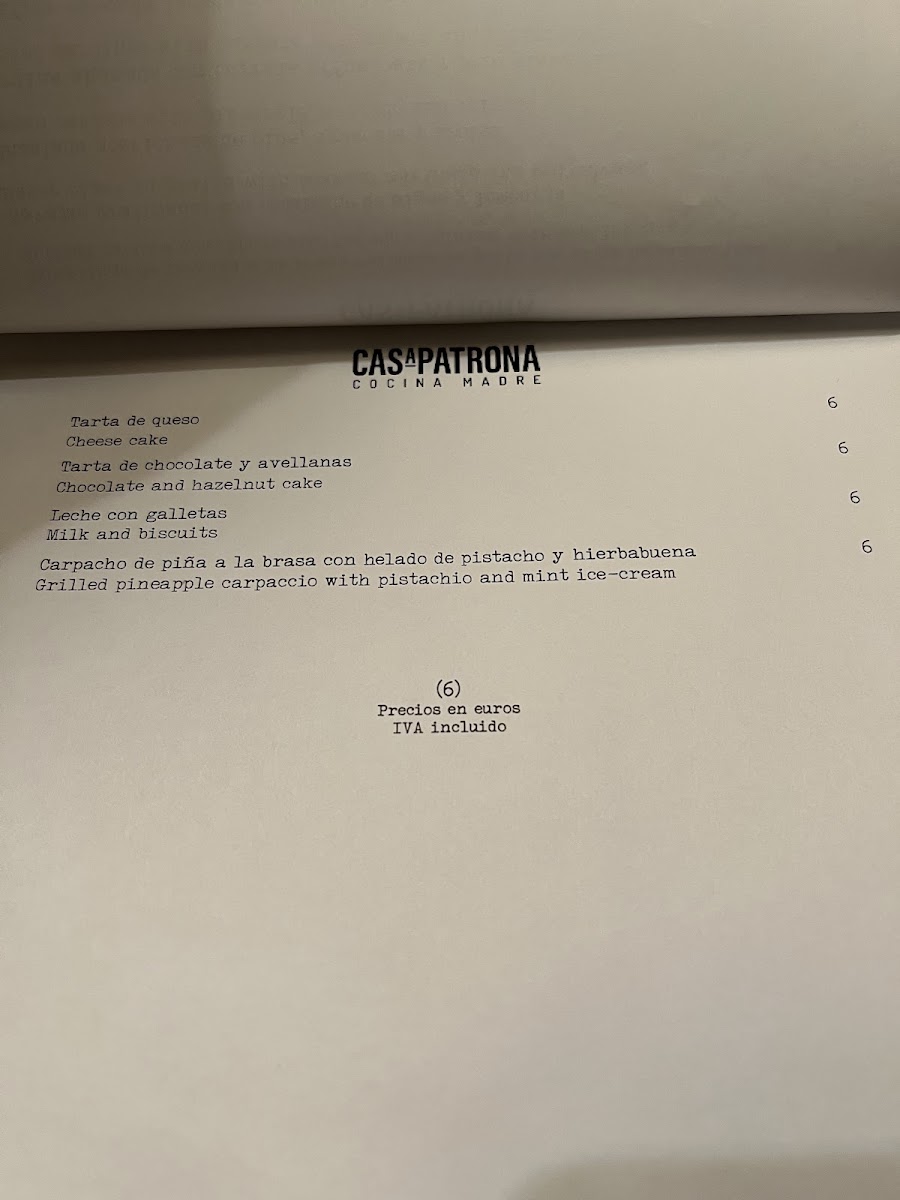 CASAPATRONA
COCINA MADRE
Tarta de queso 6
Cheese cake
Tarta de chocolate y avellanas 6
Chocolate and hazelnut cake
Leche con galletas 6
Milk and biscuits
Carpacho de piña a la brasa con helado de pistacho y hierbabuena 6
Grilled pineapple carpaccio with pistachio and mint ice-cream
(6)
Precios en euros
IVA incluido